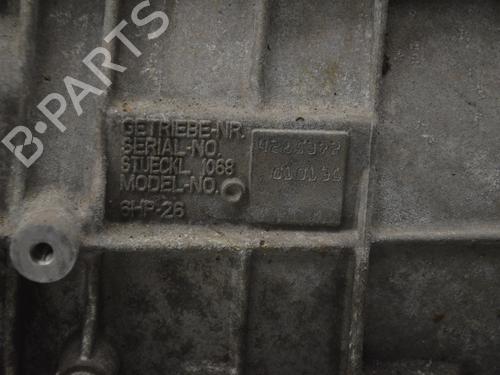 B-PARTS
GETRIEBE-NR.
SERIAL-NO.
STUECKL 1068
MODEL-NO.
6HP-26